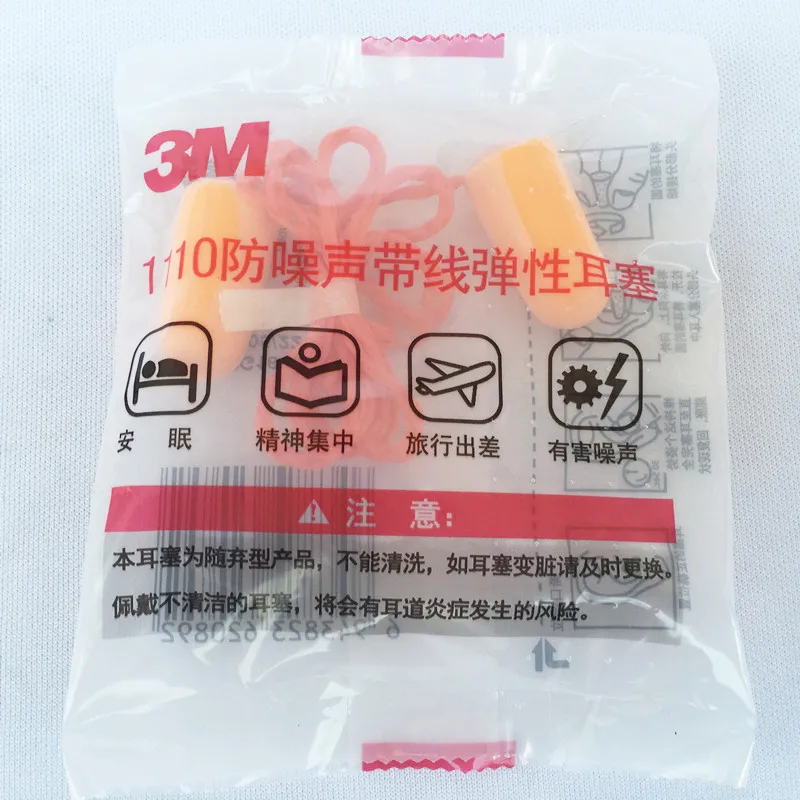 3M
1110防噪声带线弹性耳塞
安 眠
精神集中
旅行出差
有害噪声
注 意:
本耳塞为随弃型产品,不能清洗,如耳塞变脏请及时更换。
佩戴不清洁的耳塞,将会有耳道炎症发生的风险。
6 943823 620892